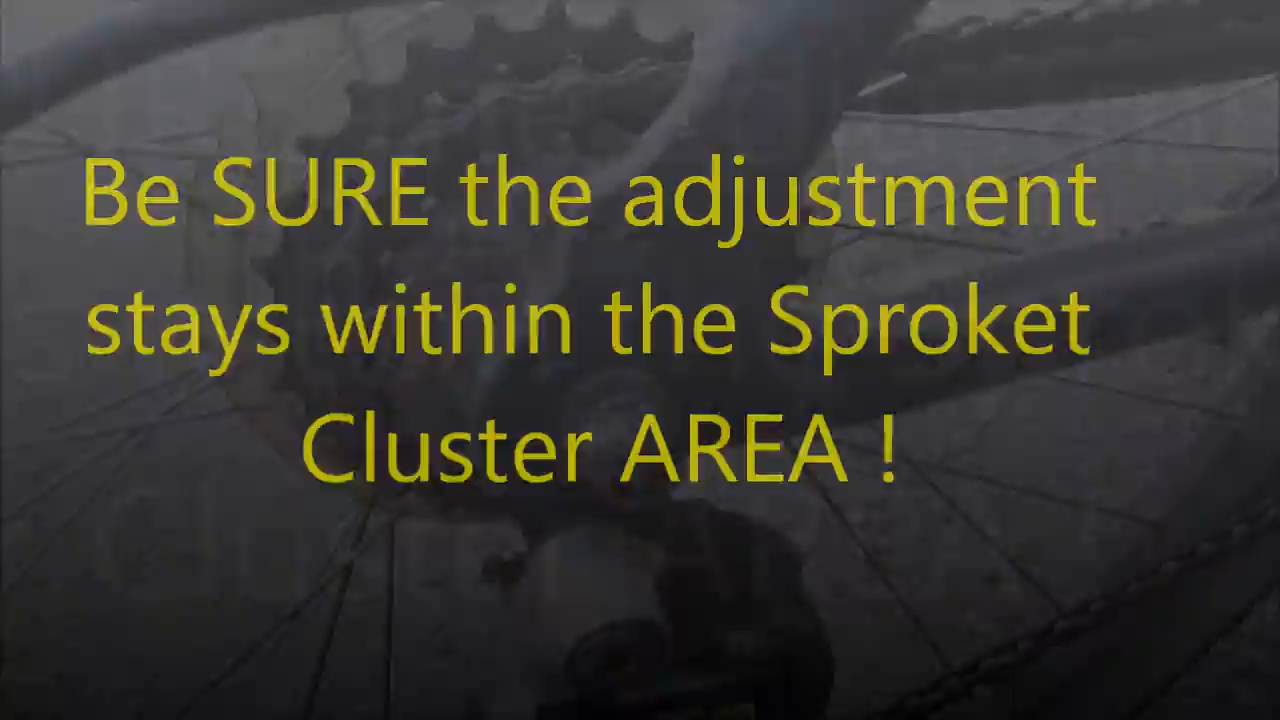 Be SURE the adjustment
stays within the Sproket
Cluster AREA !